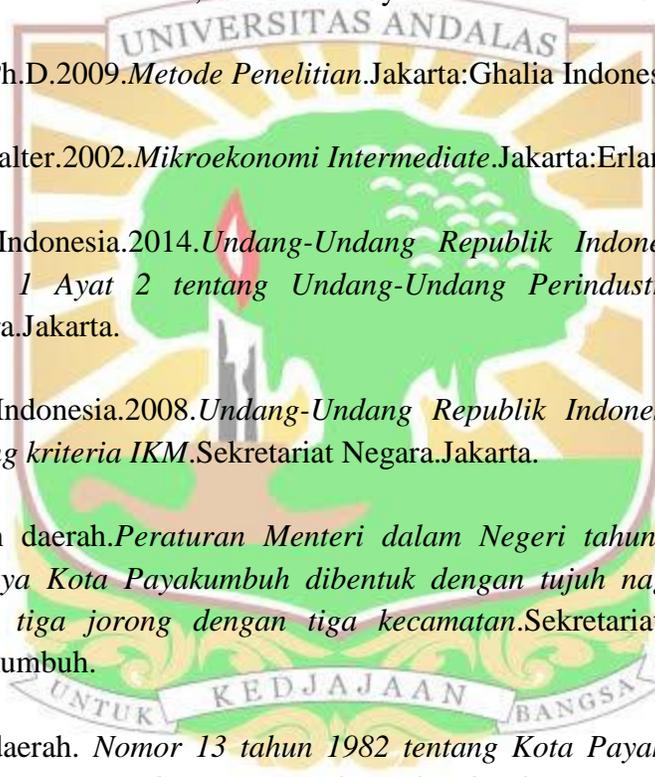 UNIVERSITAS ANDALAS
Ph.D.2009.Metode Penelitian.Jakarta:Ghalia Indones
alter.2002.Mikroekonomi Intermediate.Jakarta:Erlan
Indonesia.2014.Undang-Undang Republik Indone
1 Ayat 2 tentang Undang-Undang Perindust
ra.Jakarta.
Indonesia.2008.Undang-Undang Republik Indone
g kriteria IKM.Sekretariat Negara.Jakarta.
daerah.Peraturan Menteri dalam Negeri tahun
ya Kota Payakumbuh dibentuk dengan tujuh na
tiga jorong dengan tiga kecamatan.Sekretaria
umbuh.
UNTUK KEDJAJAAN BANGSA
daerah. Nomor 13 tahun 1982 tentang Kota Payak